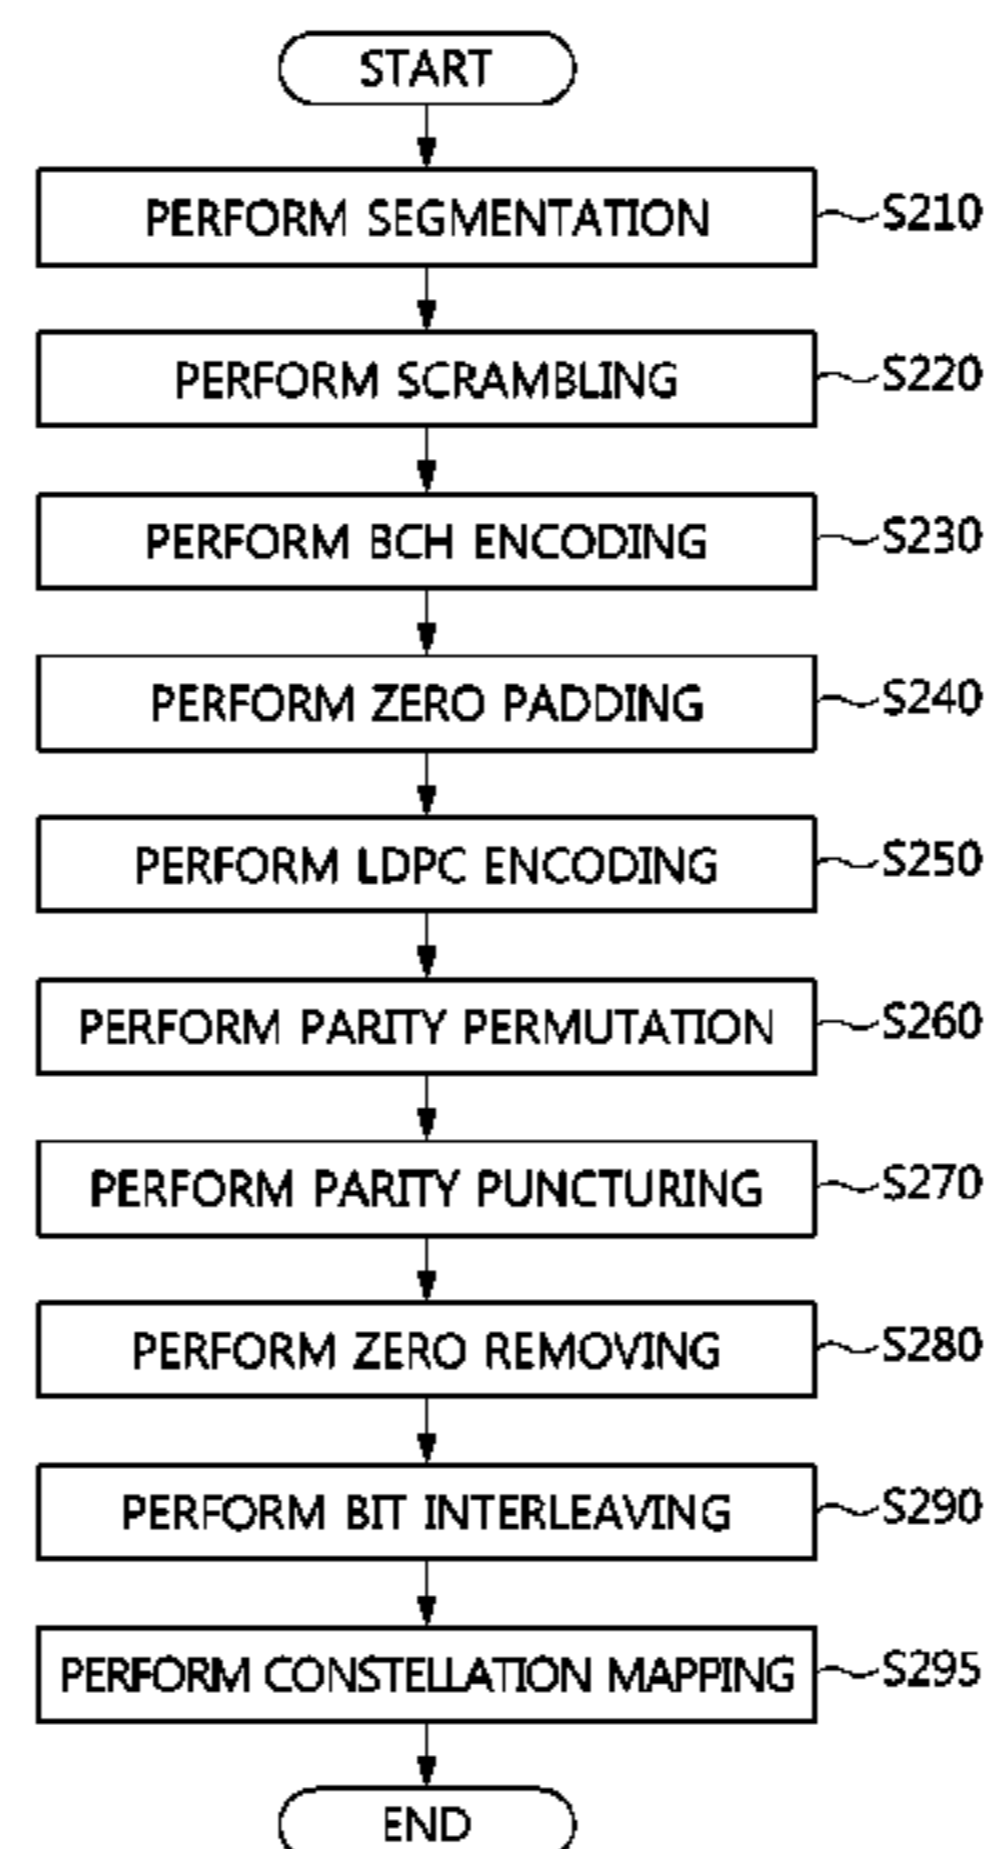 START
PERFORM SEGMENTATION S210
PERFORM SCRAMBLING S220
PERFORM BCH ENCODING S230
PERFORM ZERO PADDING S240
PERFORM LDPC ENCODING S250
PERFORM PARITY PERMUTATION S260
PERFORM PARITY PUNCTURING S270
PERFORM ZERO REMOVING S280
PERFORM BIT INTERLEAVING S290
PERFORM CONSTELLATION MAPPING S295
END